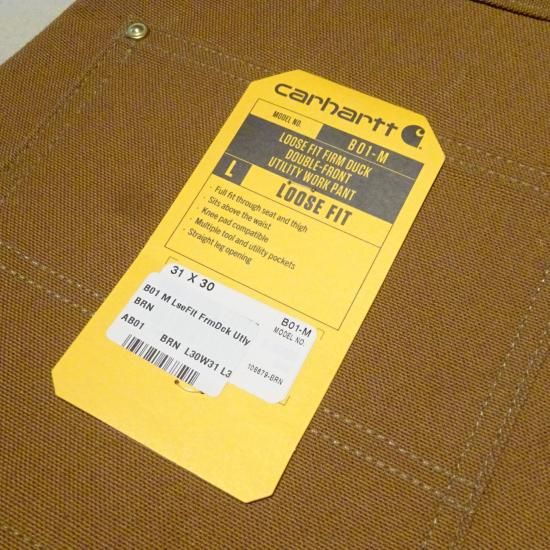 carhartt
MODEL NO. B01-M
LOOSE FIT FIRM DUCK
DOUBLE-FRONT
UTILITY WORK PANT
L LOOSE FIT
· Full fit through seat and thigh
· Sits above the waist
· Knee pad compatible
· Multiple tool and utility pockets
· Straight leg opening
31 X 30
B01-M
MODEL NO.
B01 M LseFit FrmDck Utly
BRN
AB01 BRN L30W31 L3
106679-BRN